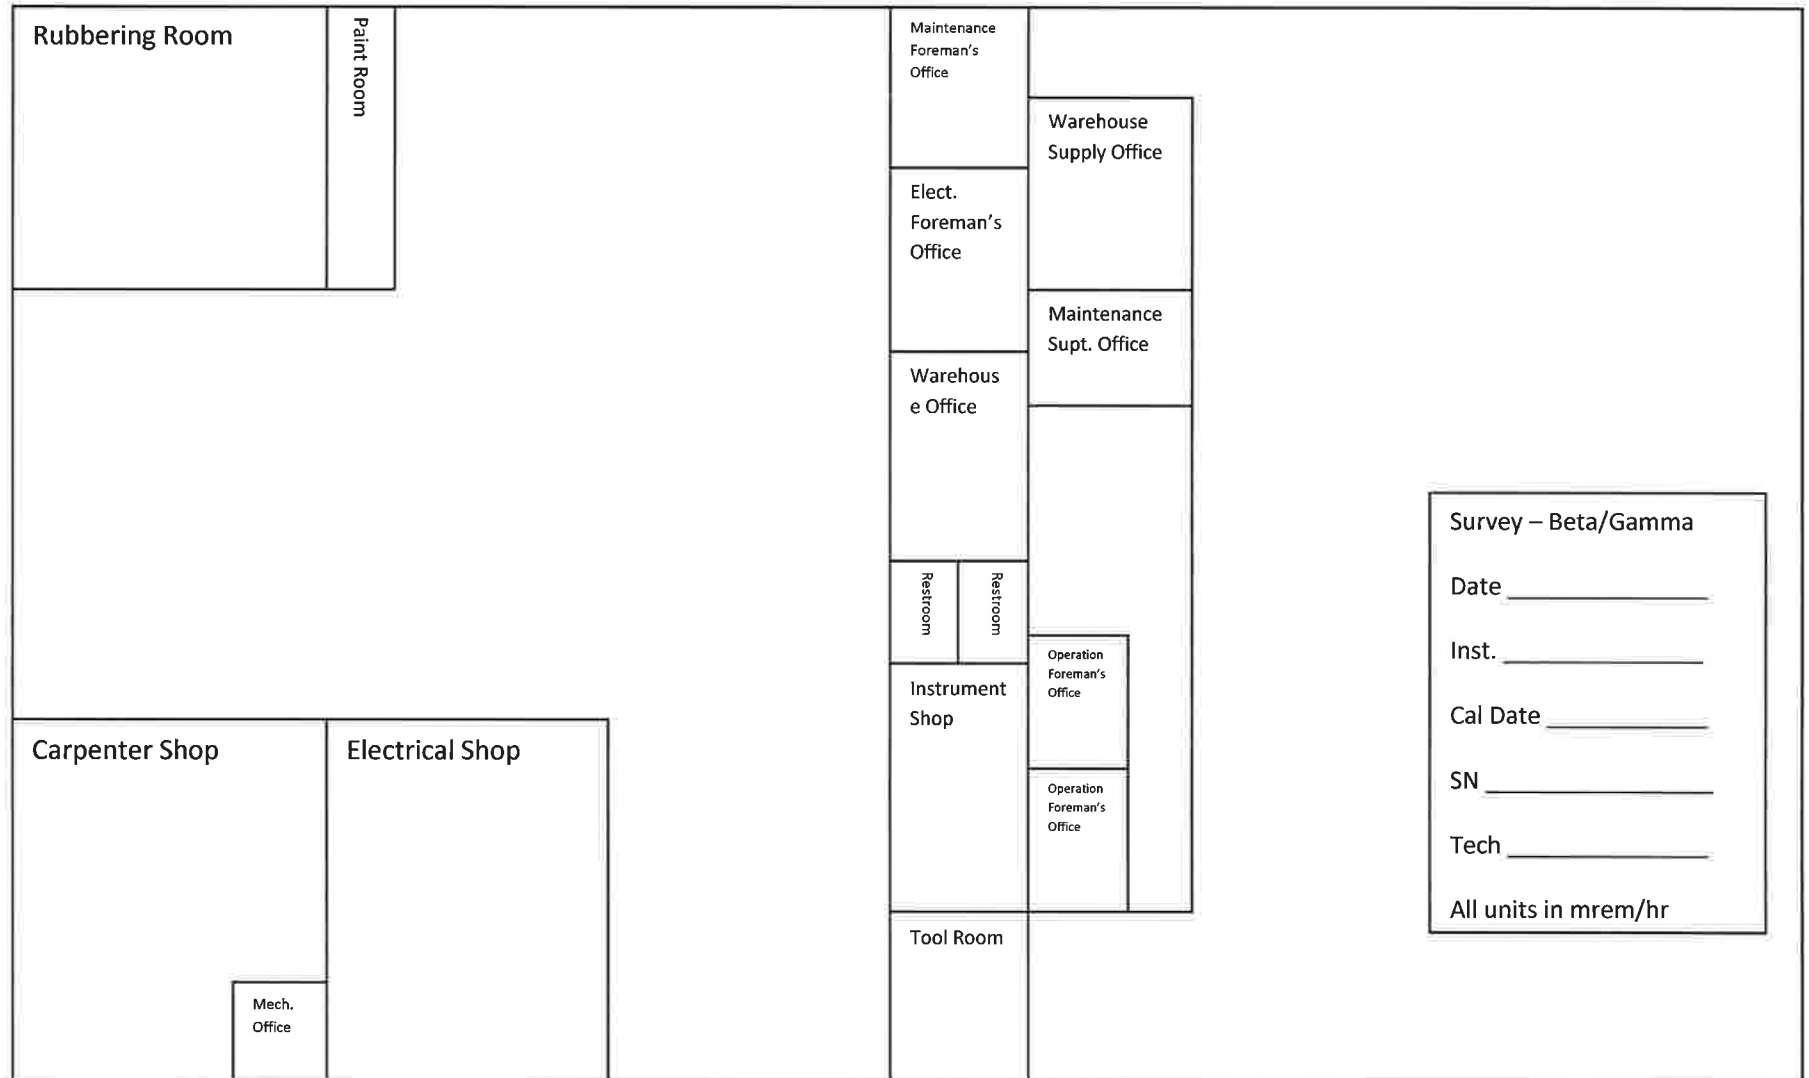 Rubbering Room
Paint Room
Maintenance
Foreman's
Office
Warehouse
Supply Office
Elect.
Foreman's
Office
Maintenance
Supt. Office
Warehous
e Office
Restroom
Restroom
Operation
Foreman's
Office
Instrument
Shop
Operation
Foreman's
Office
Tool Room
Carpenter Shop
Electrical Shop
Mech.
Office
Survey – Beta/Gamma
Date
Inst.
Cal Date
SN
Tech
All units in mrem/hr